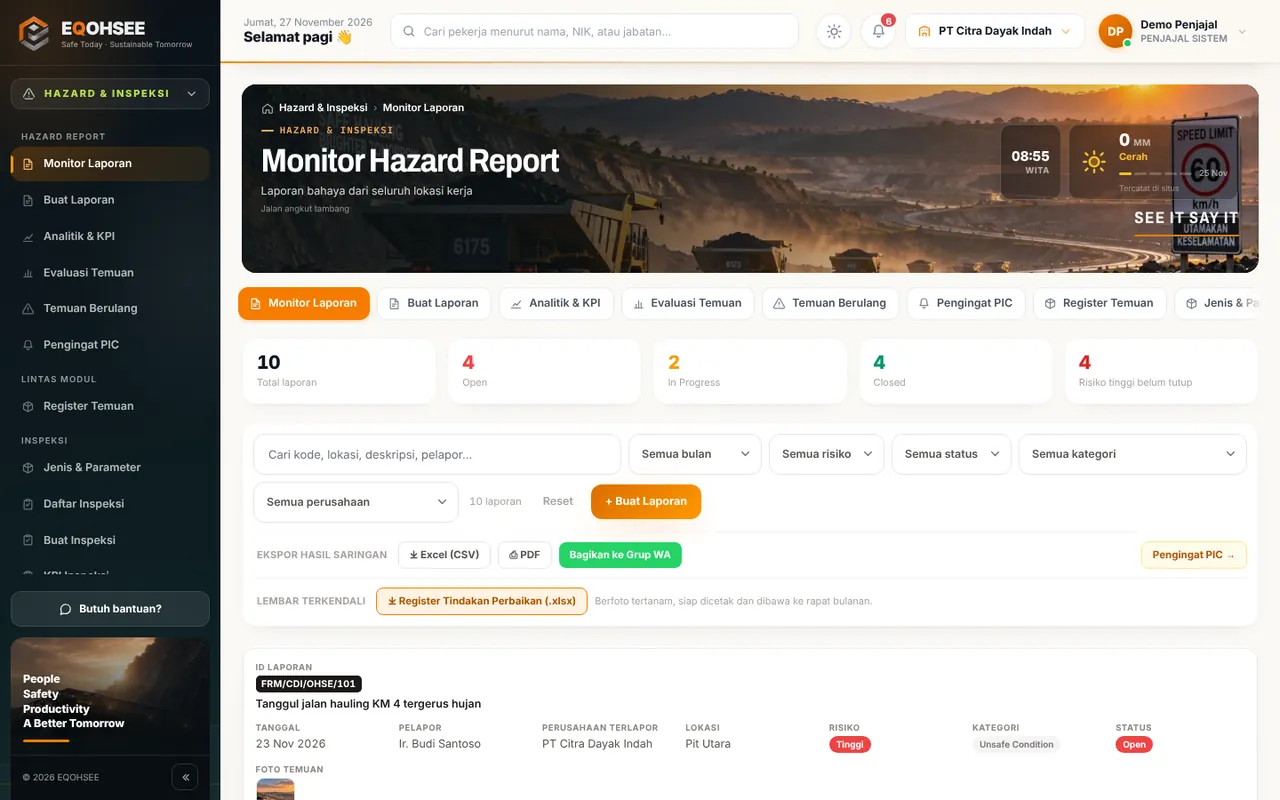 EQOHSEE
Safe Today · Sustainable Tomorrow
HAZARD & INSPEKSI
HAZARD REPORT
Monitor Laporan
Buat Laporan
Analitik & KPI
Evaluasi Temuan
Temuan Berulang
Pengingat PIC
LINTAS MODUL
Register Temuan
INSPEKSI
Jenis & Parameter
Daftar Inspeksi
Buat Inspeksi
Butuh bantuan?
People
Safety
Productivity
A Better Tomorrow
© 2026 EQOHSEE
Jumat, 27 November 2026
Selamat pagi 👋
Cari pekerja menurut nama, NIK, atau jabatan...
6
PT Citra Dayak Indah
DP
Demo Penjajal
PENJAJAL SISTEM
Hazard & Inspeksi › Monitor Laporan
HAZARD & INSPEKSI
Monitor Hazard Report
Laporan bahaya dari seluruh lokasi kerja
Jalan angkut tambang
08:55
WITA
0 MM
Cerah
25 Nov
Tercatat di situs
SEE IT SAY IT
SPEED LIMIT
60
km/h
UTAMAKAN
KESELAMATAN
6175
Monitor Laporan
Buat Laporan
Analitik & KPI
Evaluasi Temuan
Temuan Berulang
Pengingat PIC
Register Temuan
Jenis & Pa
10
Total laporan
4
Open
2
In Progress
4
Closed
4
Risiko tinggi belum tutup
Cari kode, lokasi, deskripsi, pelapor...
Semua bulan
Semua risiko
Semua status
Semua kategori
Semua perusahaan
10 laporan
Reset
+ Buat Laporan
EKSPOR HASIL SARINGAN
Excel (CSV)
PDF
Bagikan ke Grup WA
Pengingat PIC →
LEMBAR TERKENDALI
Register Tindakan Perbaikan (.xlsx)
Berfoto tertanam, siap dicetak dan dibawa ke rapat bulanan.
ID LAPORAN
FRM/CDI/OHSE/101
Tanggul jalan hauling KM 4 tergerus hujan
TANGGAL
23 Nov 2026
PELAPOR
Ir. Budi Santoso
PERUSAHAAN TERLAPOR
PT Citra Dayak Indah
LOKASI
Pit Utara
RISIKO
Tinggi
KATEGORI
Unsafe Condition
STATUS
Open
FOTO TEMUAN